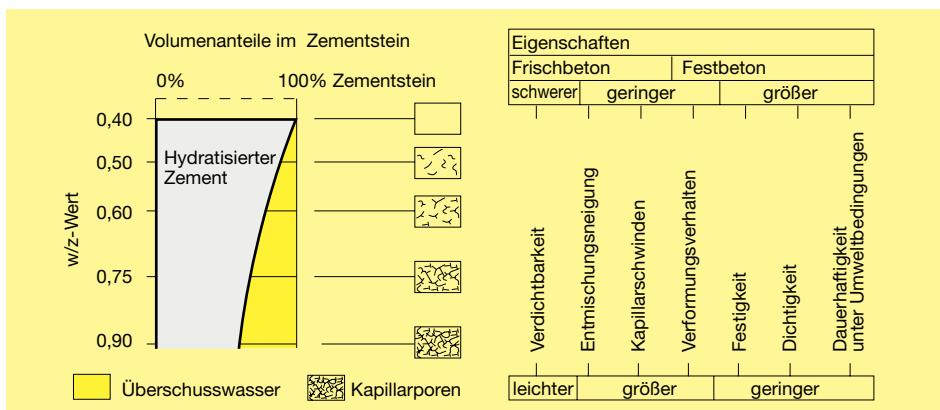 Volumenanteile im Zementstein
0%
100% Zementstein
w/z-Wert
0,40
0,50
0,60
0,75
0,90
Hydratisierter
Zement
Überschusswasser
Kapillarporen
Eigenschaften
Frischbeton
Festbeton
schwerer
geringer
größer
Verdichtbarkeit
Entmischungsneigung
Kapillarschwinden
Verformungsverhalten
Festigkeit
Dichtigkeit
Dauerhaftigkeit
unter Umweltbedingungen
leichter
größer
geringer